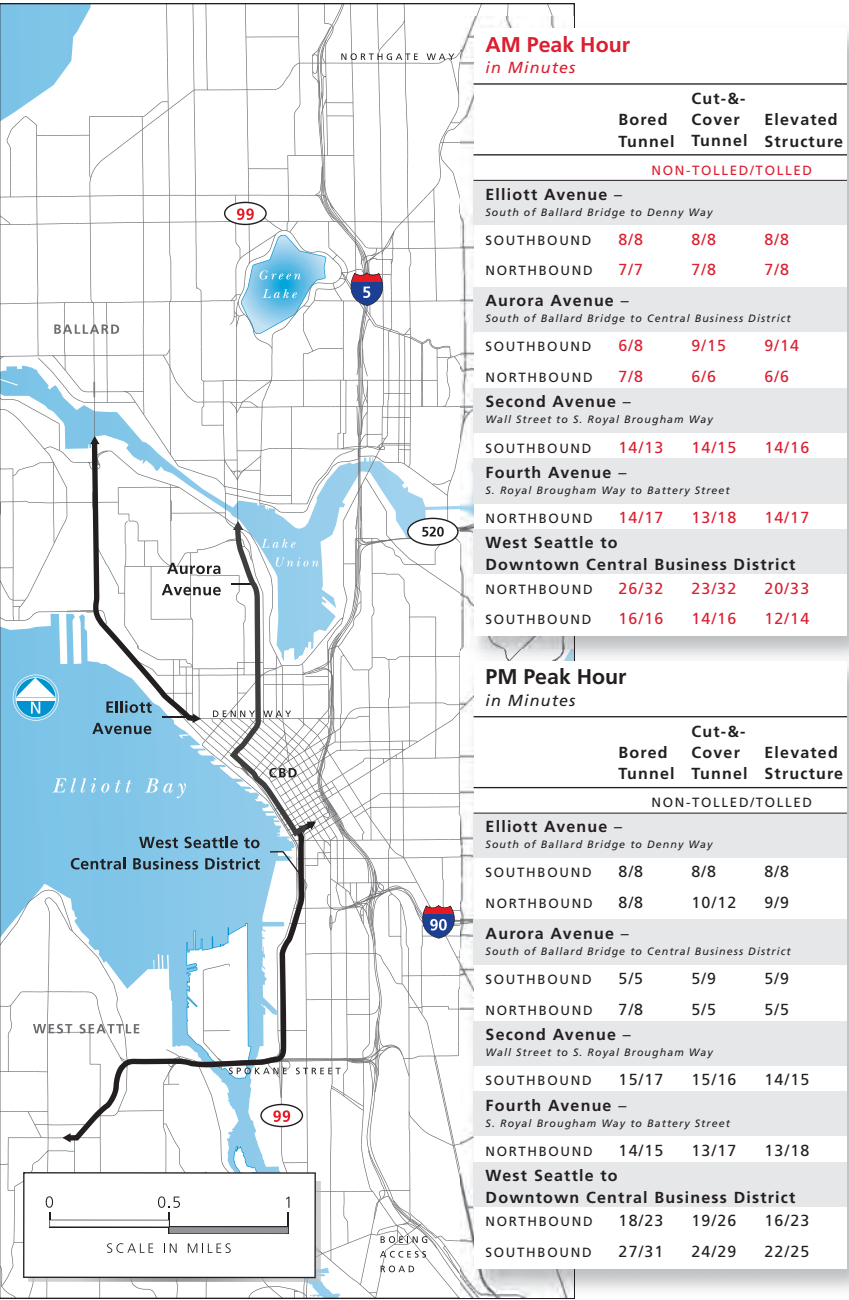 NORTHGATE WAY
99
Green
Lake
5
BALLARD
520
Lake
Union
Aurora
Avenue
N
Elliott
Avenue
DENNY WAY
CBD
Elliott Bay
West Seattle to
Central Business District
90
WEST SEATTLE
SPOKANE STREET
99
0 0.5 1
SCALE IN MILES
BOEING
ACCESS
ROAD
AM Peak Hour
in Minutes
Bored Tunnel
Cut-&-Cover Tunnel
Elevated Structure
NON-TOLLED/TOLLED
Elliott Avenue –
South of Ballard Bridge to Denny Way
SOUTHBOUND 8/8 8/8 8/8
NORTHBOUND 7/7 7/8 7/8
Aurora Avenue –
South of Ballard Bridge to Central Business District
SOUTHBOUND 6/8 9/15 9/14
NORTHBOUND 7/8 6/6 6/6
Second Avenue –
Wall Street to S. Royal Brougham Way
SOUTHBOUND 14/13 14/15 14/16
Fourth Avenue –
S. Royal Brougham Way to Battery Street
NORTHBOUND 14/17 13/18 14/17
West Seattle to
Downtown Central Business District
NORTHBOUND 26/32 23/32 20/33
SOUTHBOUND 16/16 14/16 12/14
PM Peak Hour
in Minutes
Bored Tunnel
Cut-&-Cover Tunnel
Elevated Structure
NON-TOLLED/TOLLED
Elliott Avenue –
South of Ballard Bridge to Denny Way
SOUTHBOUND 8/8 8/8 8/8
NORTHBOUND 8/8 10/12 9/9
Aurora Avenue –
South of Ballard Bridge to Central Business District
SOUTHBOUND 5/5 5/9 5/9
NORTHBOUND 7/8 5/5 5/5
Second Avenue –
Wall Street to S. Royal Brougham Way
SOUTHBOUND 15/17 15/16 14/15
Fourth Avenue –
S. Royal Brougham Way to Battery Street
NORTHBOUND 14/15 13/17 13/18
West Seattle to
Downtown Central Business District
NORTHBOUND 18/23 19/26 16/23
SOUTHBOUND 27/31 24/29 22/25